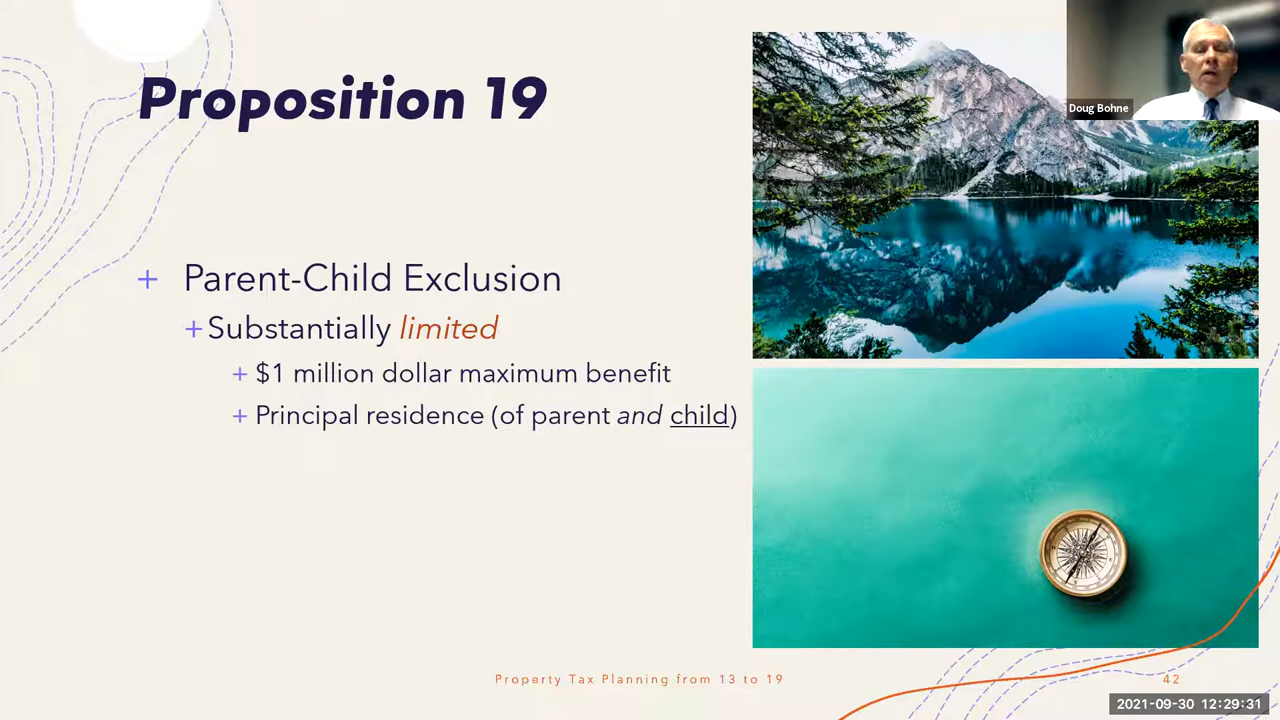 Proposition 19
Doug Bohne
+ Parent-Child Exclusion
+ Substantially limited
+ $1 million dollar maximum benefit
+ Principal residence (of parent and child)
Property Tax Planning from 13 to 19
42
2021-09-30 12:29:31